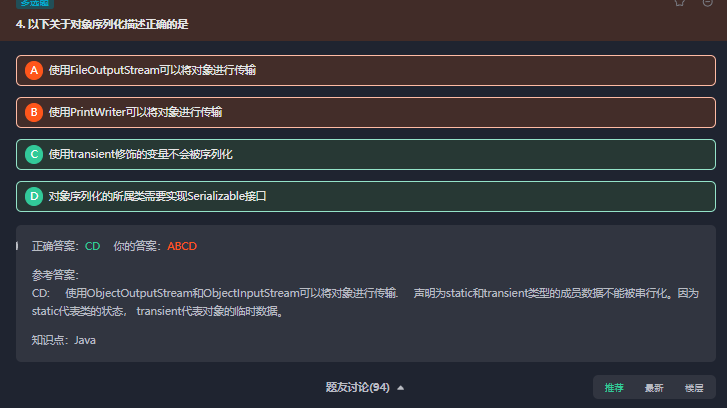 多选题
4. 以下关于对象序列化描述正确的是
A 使用FileOutputStream可以将对象进行传输
B 使用PrintWriter可以将对象进行传输
C 使用transient修饰的变量不会被序列化
D 对象序列化的所属类需要实现Serializable接口
正确答案：CD 你的答案：ABCD
参考答案：
CD: 使用ObjectOutputStream和ObjectInputStream可以将对象进行传输. 声明为static和transient类型的成员数据不能被串行化。因为
static代表类的状态， transient代表对象的临时数据。
知识点：Java
题友讨论(94)
推荐 最新 楼层